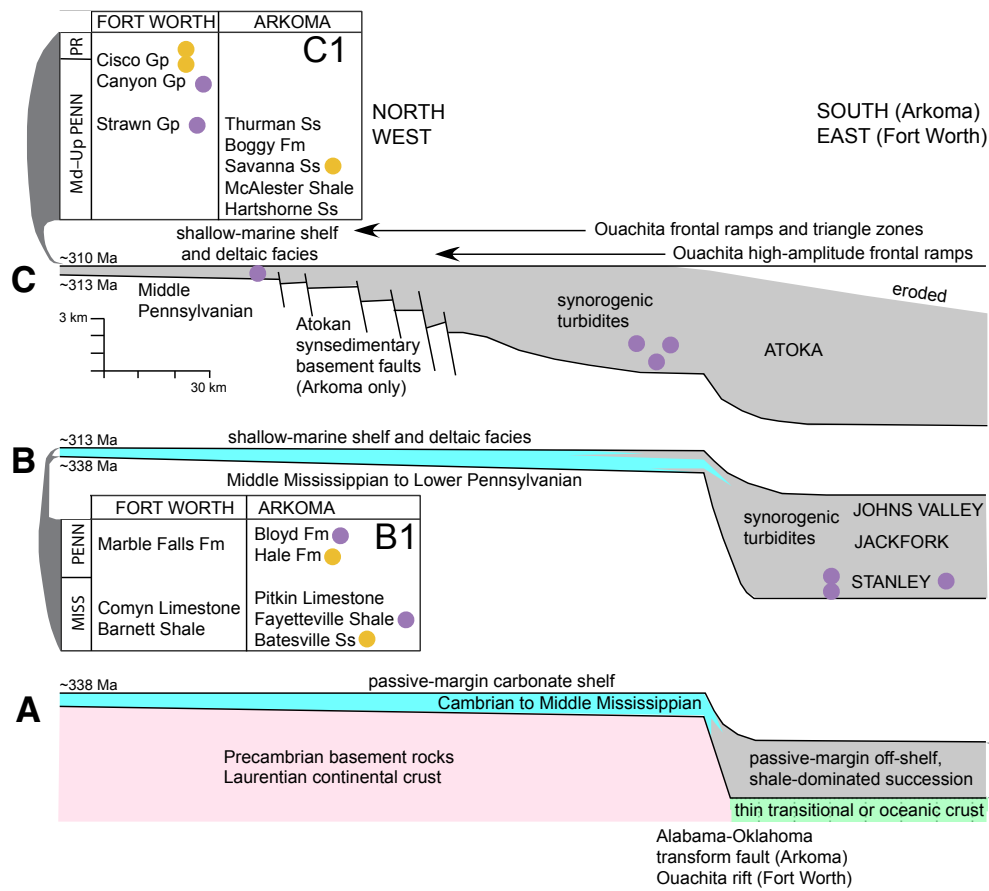 FORT WORTH
ARKOMA
C1
PR
Md–Up PENN
Cisco Gp
Canyon Gp
Strawn Gp
Thurman Ss
Boggy Fm
Savanna Ss
McAlester Shale
Hartshorne Ss
NORTH
WEST
SOUTH (Arkoma)
EAST (Fort Worth)
shallow-marine shelf
and deltaic facies
Ouachita frontal ramps and triangle zones
Ouachita high-amplitude frontal ramps
~310 Ma
C
~313 Ma
Middle
Pennsylvanian
3 km
30 km
Atokan
synsedimentary
basement faults
(Arkoma only)
synorogenic
turbidites
ATOKA
eroded
~313 Ma
B
~338 Ma
shallow-marine shelf and deltaic facies
Middle Mississippian to Lower Pennsylvanian
FORT WORTH
ARKOMA
B1
PENN
MISS
Marble Falls Fm
Bloyd Fm
Hale Fm
Comyn Limestone
Barnett Shale
Pitkin Limestone
Fayetteville Shale
Batesville Ss
synorogenic
turbidites
JOHNS VALLEY
JACKFORK
STANLEY
~338 Ma
A
passive-margin carbonate shelf
Cambrian to Middle Mississippian
Precambrian basement rocks
Laurentian continental crust
passive-margin off-shelf,
shale-dominated succession
thin transitional or oceanic crust
Alabama-Oklahoma
transform fault (Arkoma)
Ouachita rift (Fort Worth)